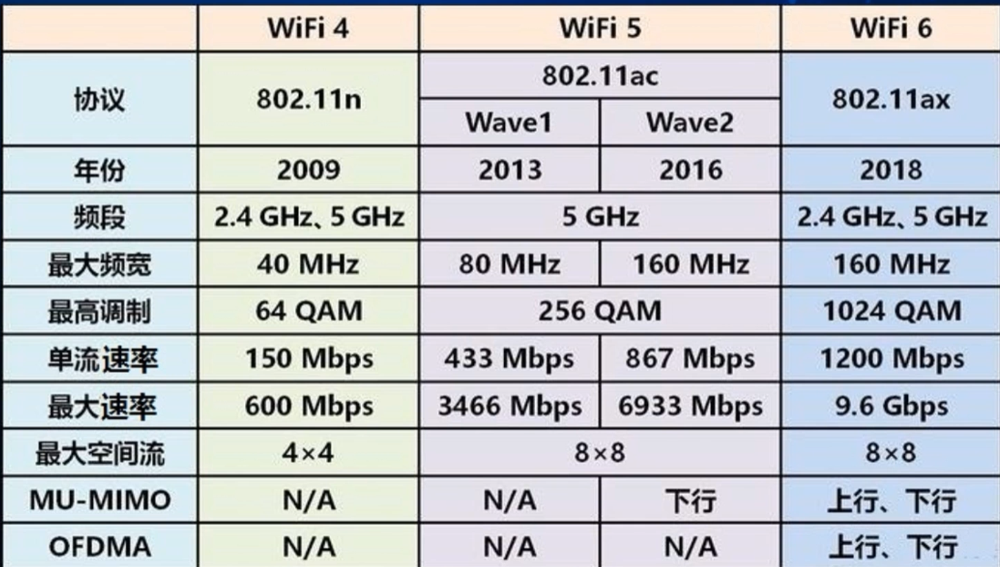 WiFi 4 WiFi 5 WiFi 6
协议 802.11n 802.11ac 802.11ax
Wave1 Wave2
年份 2009 2013 2016 2018
频段 2.4 GHz、5 GHz 5 GHz 2.4 GHz、5 GHz
最大频宽 40 MHz 80 MHz 160 MHz 160 MHz
最高调制 64 QAM 256 QAM 1024 QAM
单流速率 150 Mbps 433 Mbps 867 Mbps 1200 Mbps
最大速率 600 Mbps 3466 Mbps 6933 Mbps 9.6 Gbps
最大空间流 4×4 8×8 8×8
MU-MIMO N/A N/A 下行 上行、下行
OFDMA N/A N/A N/A 上行、下行